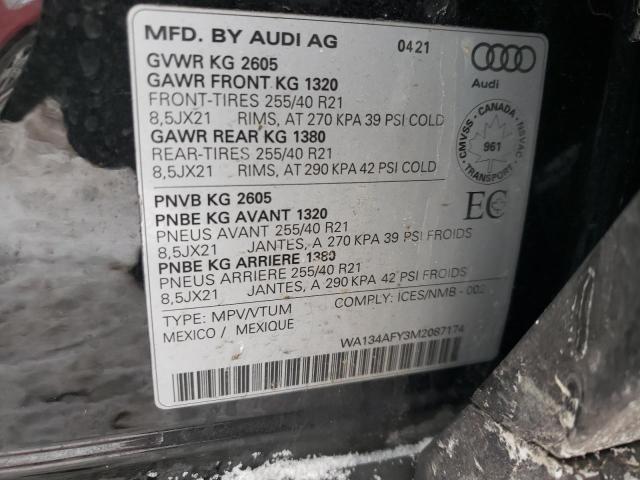 MFD. BY AUDI AG 0421
GVWR KG 2605
GAWR FRONT KG 1320
FRONT-TIRES 255/40 R21
8,5JX21 RIMS, AT 270 KPA 39 PSI COLD
GAWR REAR KG 1380
REAR-TIRES 255/40 R21
8,5JX21 RIMS, AT 290 KPA 42 PSI COLD
Audi
CMVSS - CANADA - NSVAC
961
TRANSPORT
PNVB KG 2605
PNBE KG AVANT 1320
PNEUS AVANT 255/40 R21
8,5JX21 JANTES, A 270 KPA 39 PSI FROIDS
PNBE KG ARRIERE 1380
PNEUS ARRIERE 255/40 R21
8,5JX21 JANTES, A 290 KPA 42 PSI FROIDS
EC
TYPE: MPV/VTUM COMPLY: ICES/NMB - 002
MEXICO / MEXIQUE
WA134AFY3M2087174